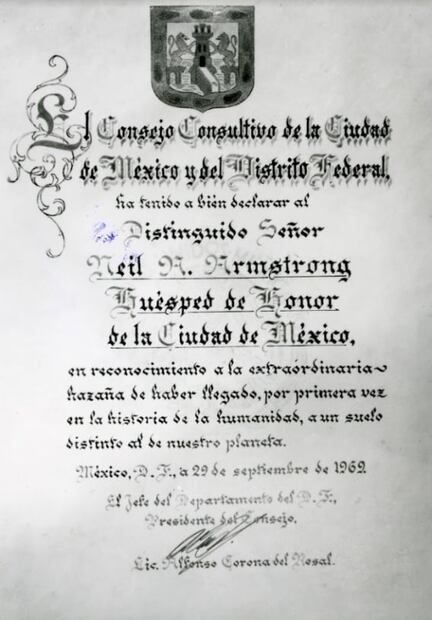 El Consejo Consultivo de la Ciudad
de México y del Distrito Federal,
ha tenido a bien declarar al
Distinguido Señor
Neil A. Armstrong
Huésped de Honor
de la Ciudad de México,
en reconocimiento a la extraordinaria
hazaña de haber llegado, por primera vez
en la historia de la humanidad, a un suelo
distinto al de nuestro planeta.
México, D. F., a 29 de septiembre de 1969
El Jefe del Departamento del D. F.,
Presidente del Consejo,
Lic. Alfonso Corona del Rosal.